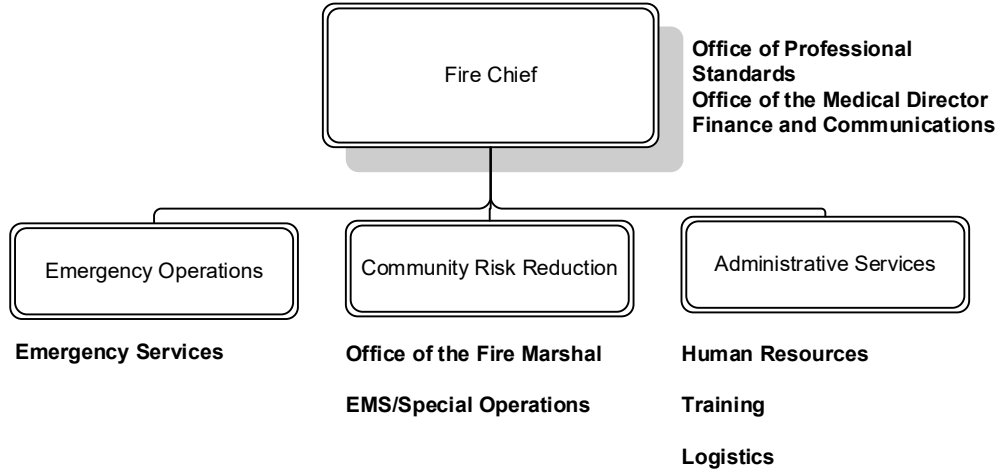 Fire Chief
Office of Professional
Standards
Office of the Medical Director
Finance and Communications
Emergency Operations
Community Risk Reduction
Administrative Services
Emergency Services
Office of the Fire Marshal
Human Resources
EMS/Special Operations
Training
Logistics